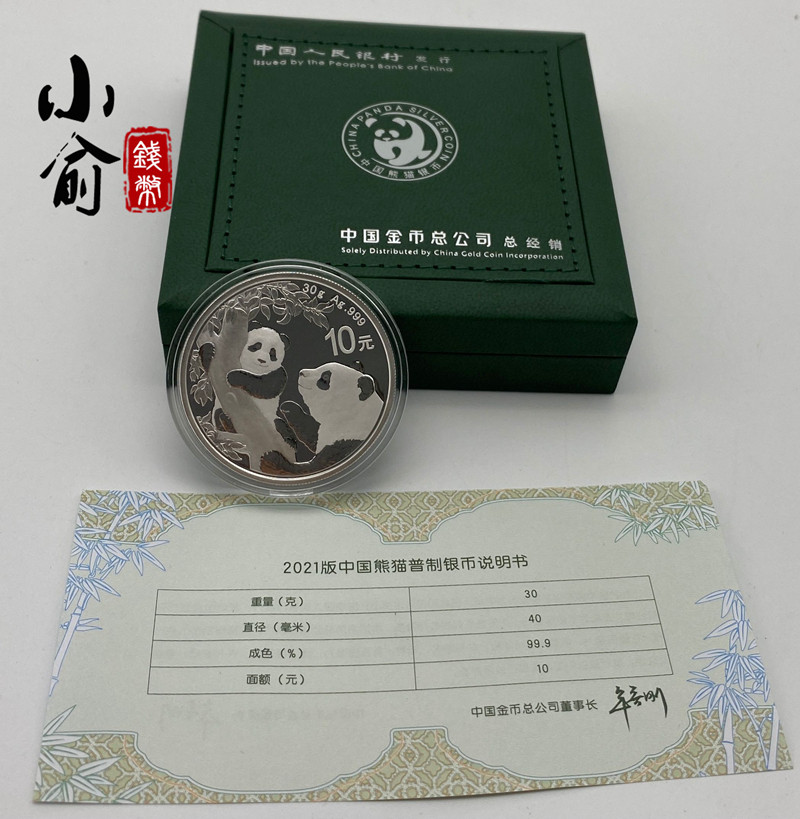 小俞
錢幣
中国人民银行 发行
Issued by the People's Bank of China
CHINA PANDA SILVER COIN
中国熊猫银币
中国金币总公司 总经销
Solely Distributed by China Gold Coin Incorporation
30g Ag.999
10元
2021版中国熊猫普制银币说明书
重量（克） 30
直径（毫米） 40
成色（%） 99.9
面额（元） 10
中国金币总公司董事长